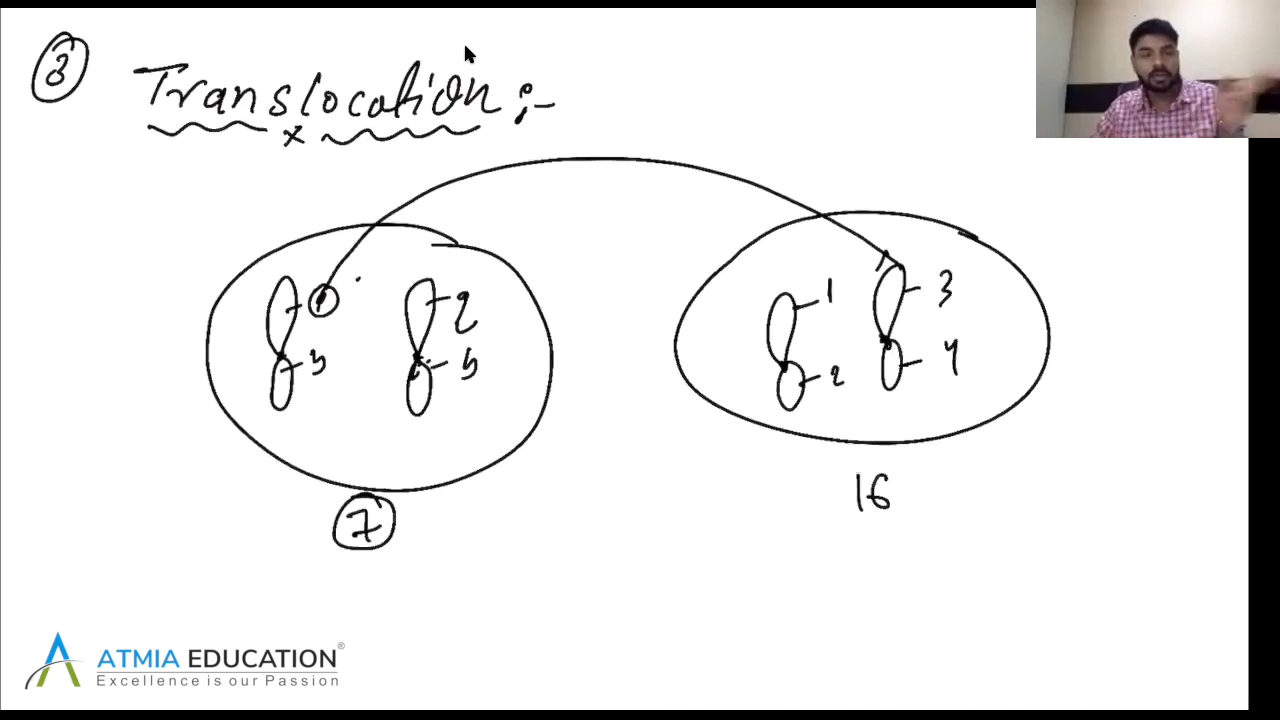 3
Translocation :-
1 2
3 5
1 3
2 4
7
16
ATMIA EDUCATION®
Excellence is our Passion